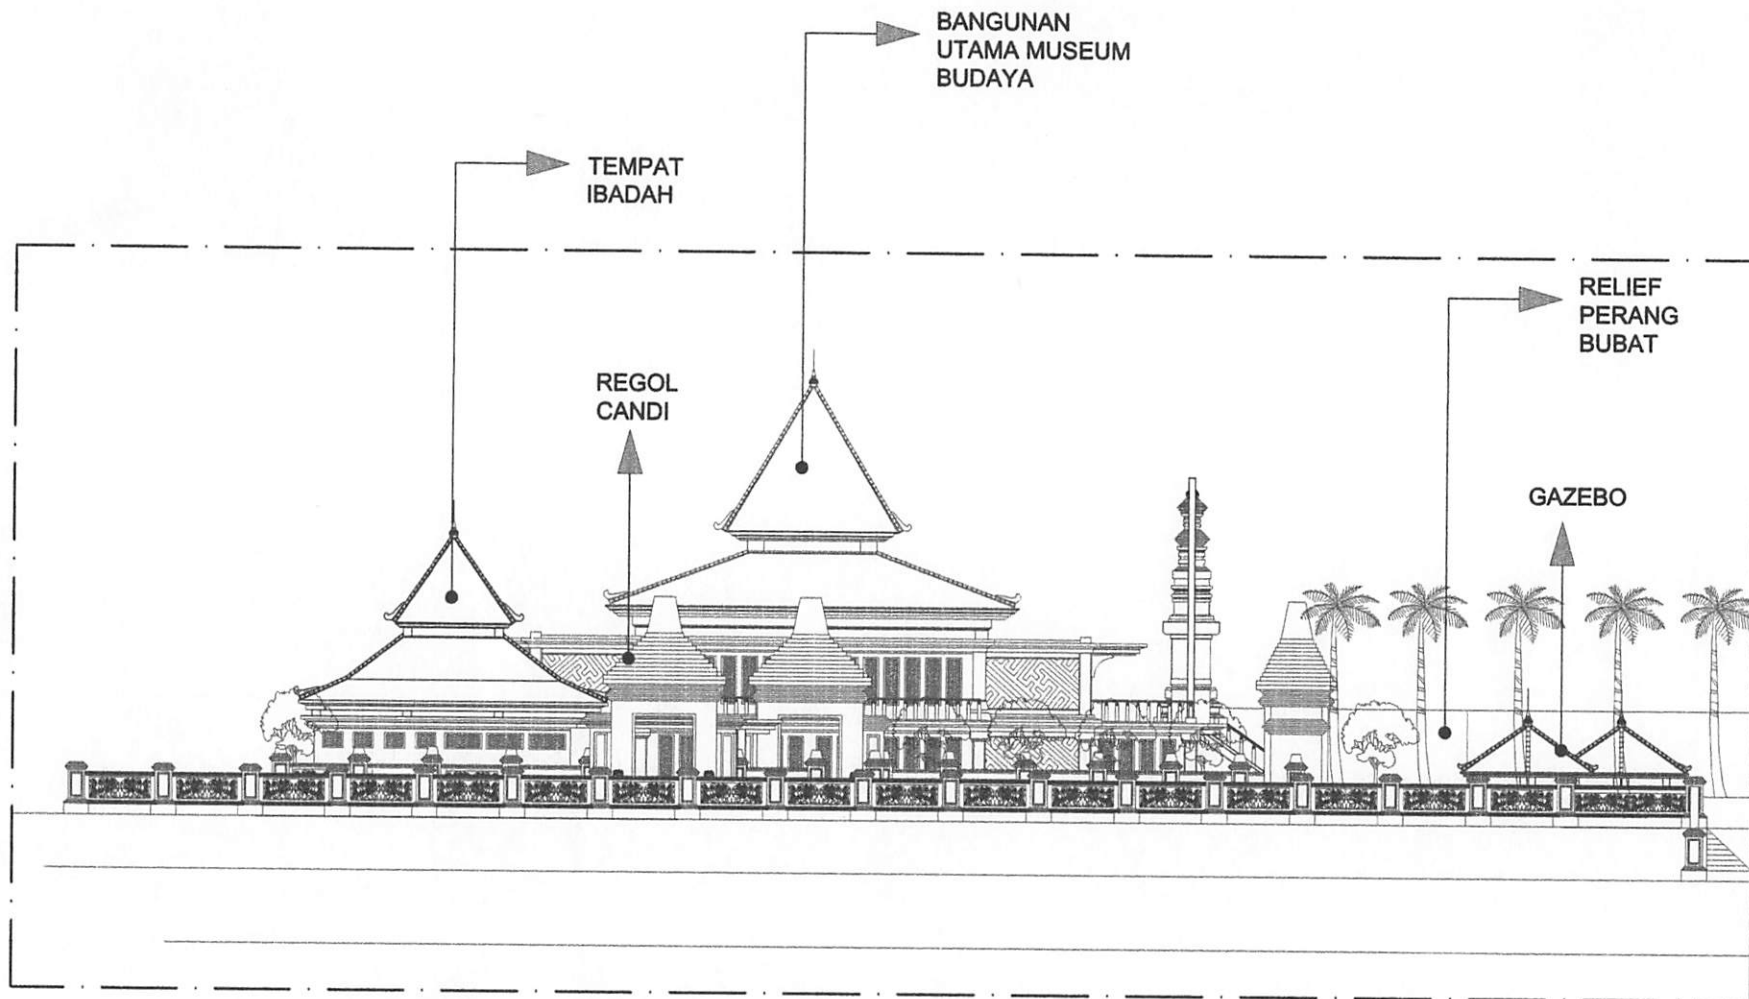 BANGUNAN
UTAMA MUSEUM
BUDAYA
TEMPAT
IBADAH
RELIEF
PERANG
BUBAT
REGOL
CANDI
GAZEBO